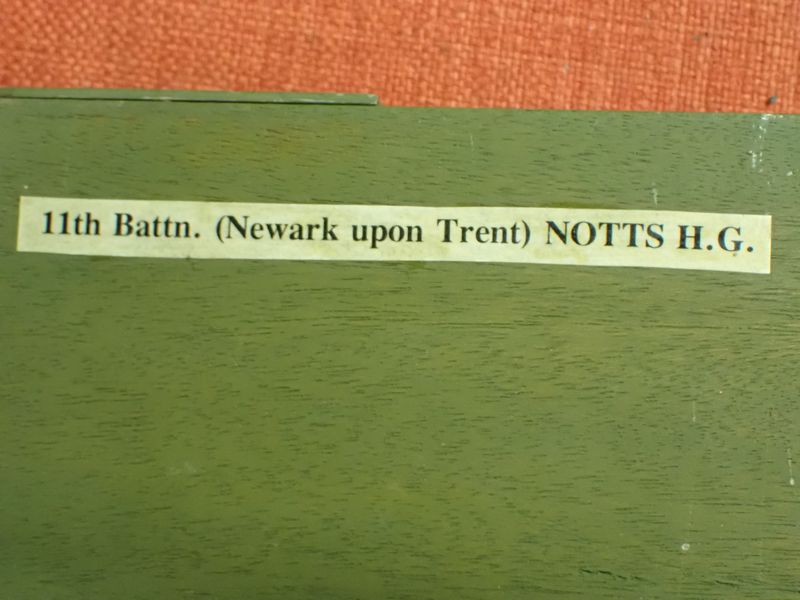 11th Battn. (Newark upon Trent) NOTTS H.G.